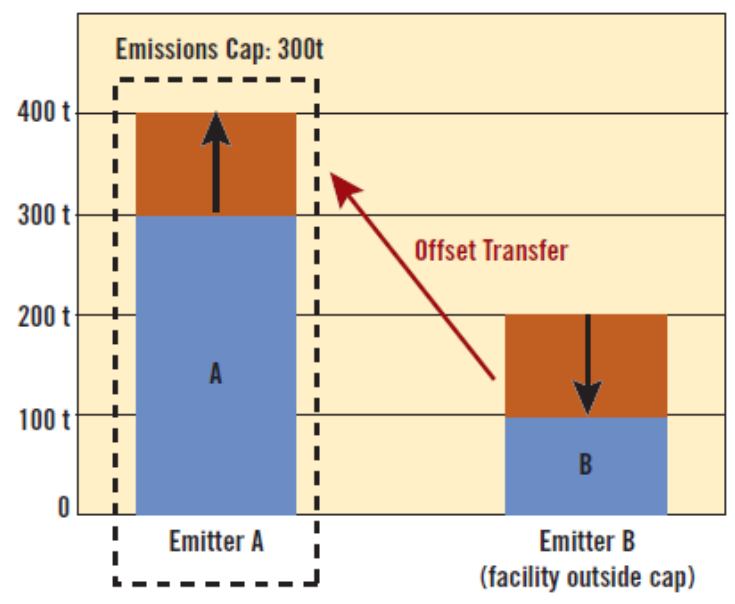 Emissions Cap: 300t
400 t
300 t
Offset Transfer
200 t
A
100 t
B
0
Emitter A
Emitter B
(facility outside cap)